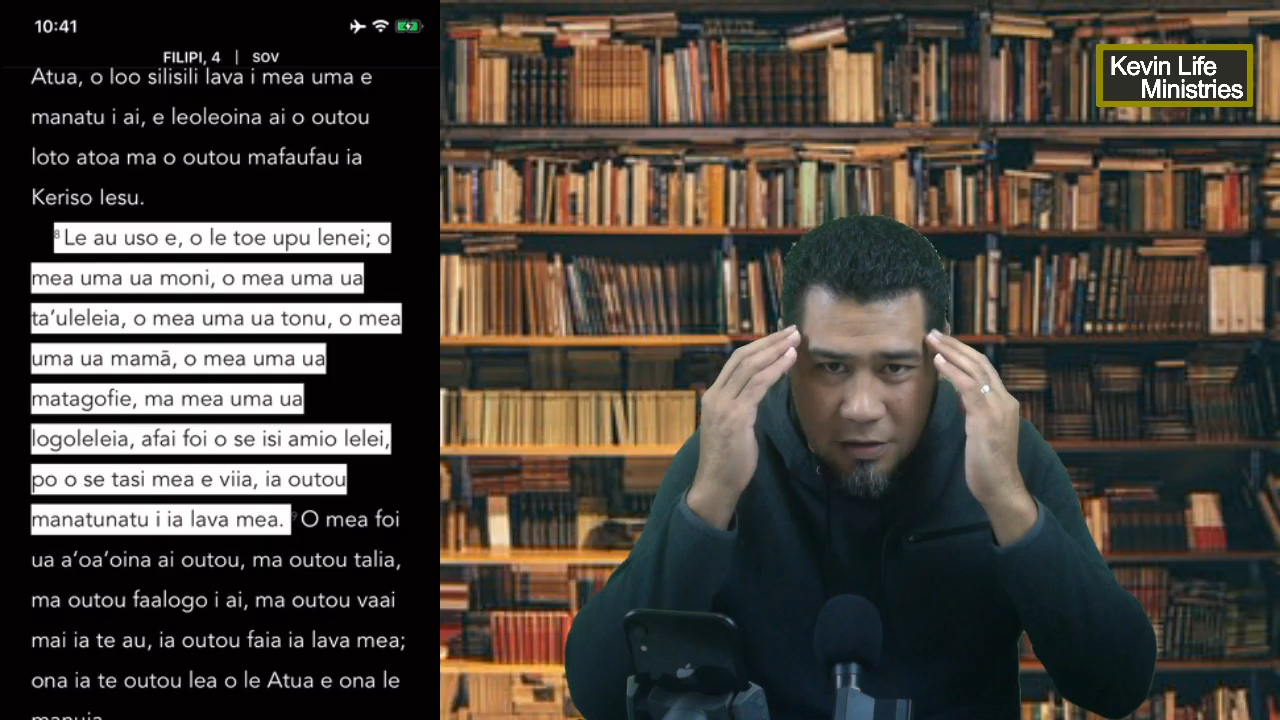 10:41
FILIPI, 4 | SOV
Atua, o loo silisili lava i mea uma e
manatu i ai, e leoleoina ai o outou
loto atoa ma o outou mafaufau ia
Keriso Iesu.
8 Le au uso e, o le toe upu lenei; o
mea uma ua moni, o mea uma ua
ta’uleleia, o mea uma ua tonu, o mea
uma ua mamā, o mea uma ua
matagofie, ma mea uma ua
logoleleia, afai foi o se isi amio lelei,
po o se tasi mea e viia, ia outou
manatunatu i ia lava mea. 9 O mea foi
ua a‘oa’oina ai outou, ma outou talia,
ma outou faalogo i ai, ma outou vaai
mai ia te au, ia outou faia ia lava mea;
ona ia te outou lea o le Atua e ona le
manuia.
Kevin Life
Ministries